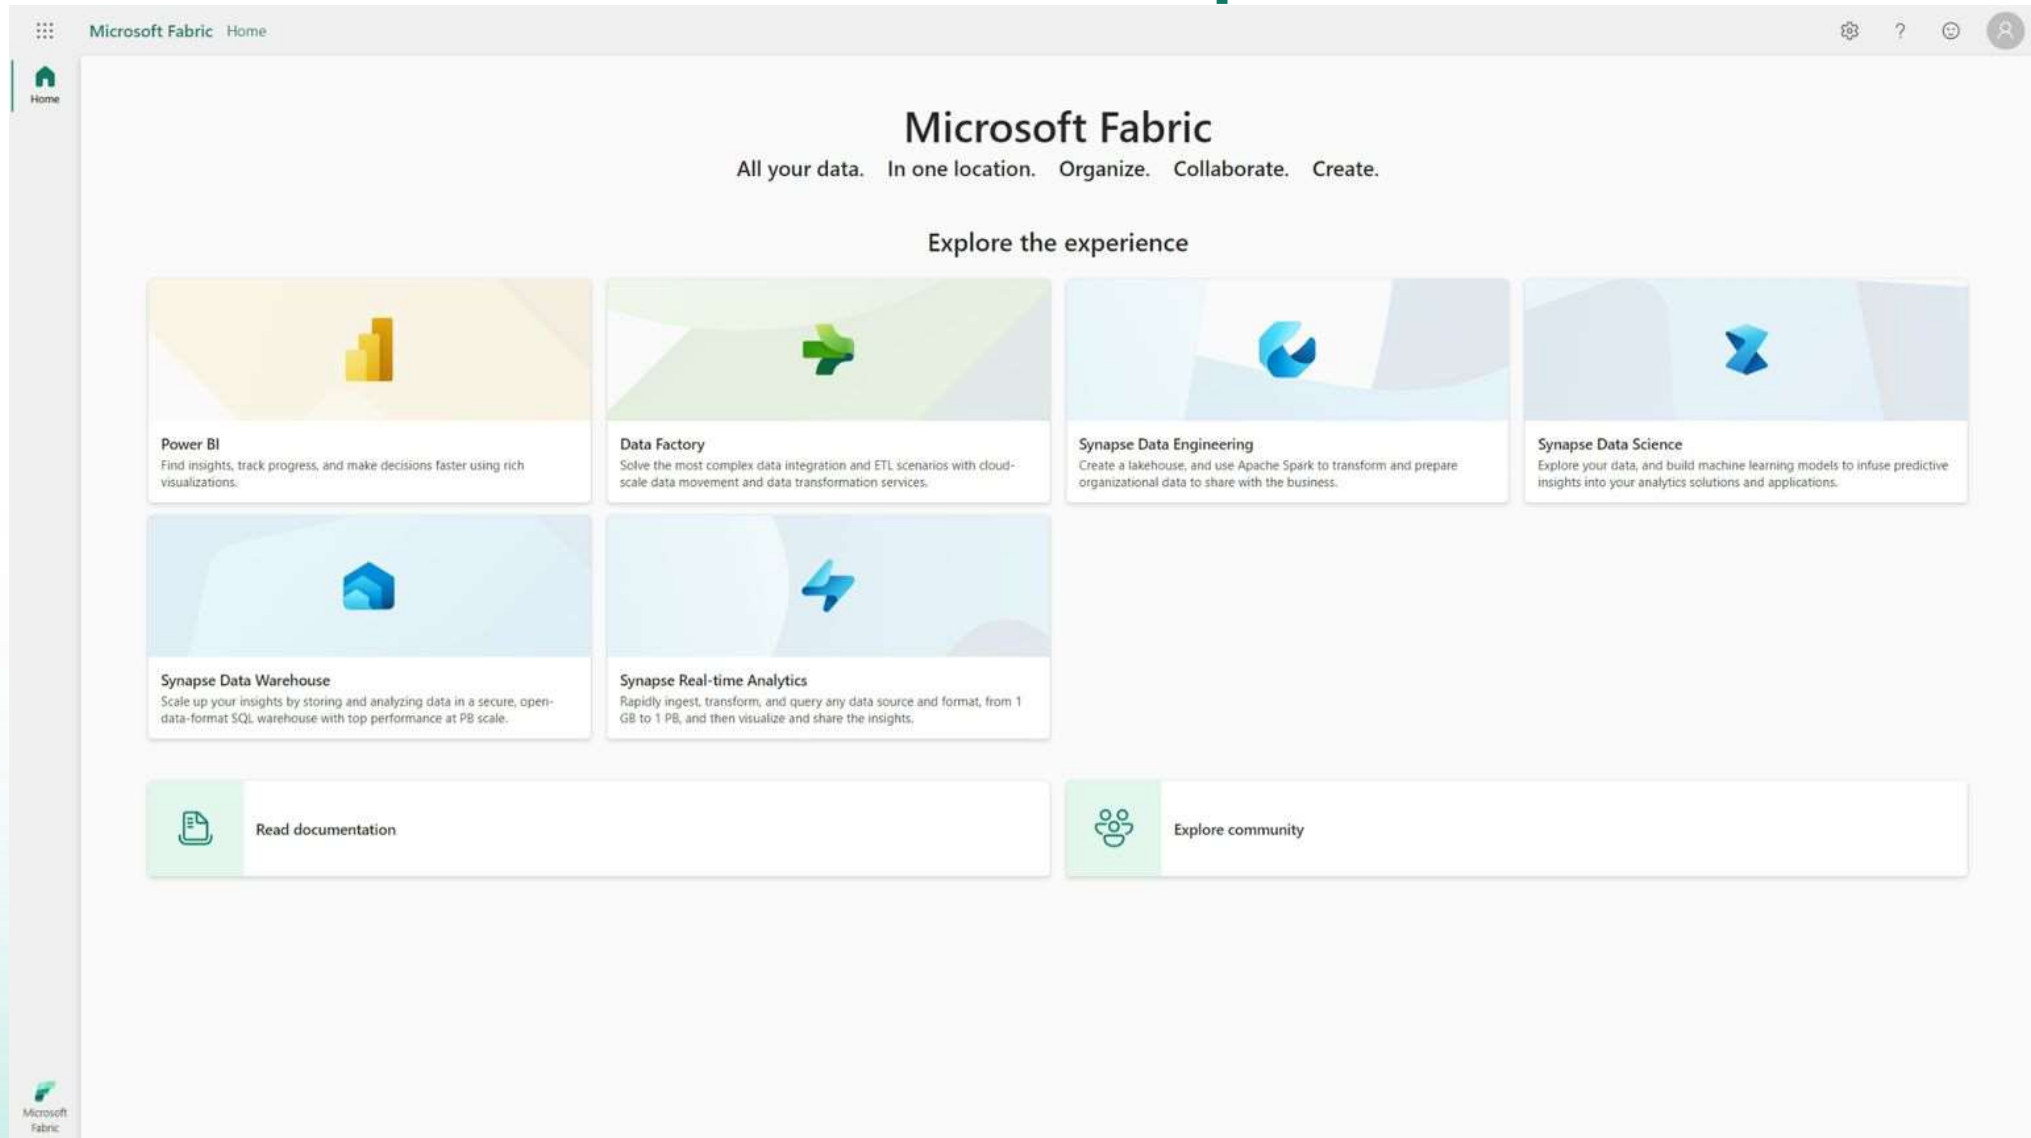 Microsoft Fabric Home
Home
Microsoft Fabric
All your data. In one location. Organize. Collaborate. Create.
Explore the experience
Power BI
Find insights, track progress, and make decisions faster using rich
visualizations.
Data Factory
Solve the most complex data integration and ETL scenarios with cloud-
scale data movement and data transformation services.
Synapse Data Engineering
Create a lakehouse, and use Apache Spark to transform and prepare
organizational data to share with the business.
Synapse Data Science
Explore your data, and build machine learning models to infuse predictive
insights into your analytics solutions and applications.
Synapse Data Warehouse
Scale up your insights by storing and analyzing data in a secure, open-
data-format SQL warehouse with top performance at PB scale.
Synapse Real-time Analytics
Rapidly ingest, transform, and query any data source and format, from 1
GB to 1 PB, and then visualize and share the insights.
Read documentation
Explore community
Microsoft
Fabric